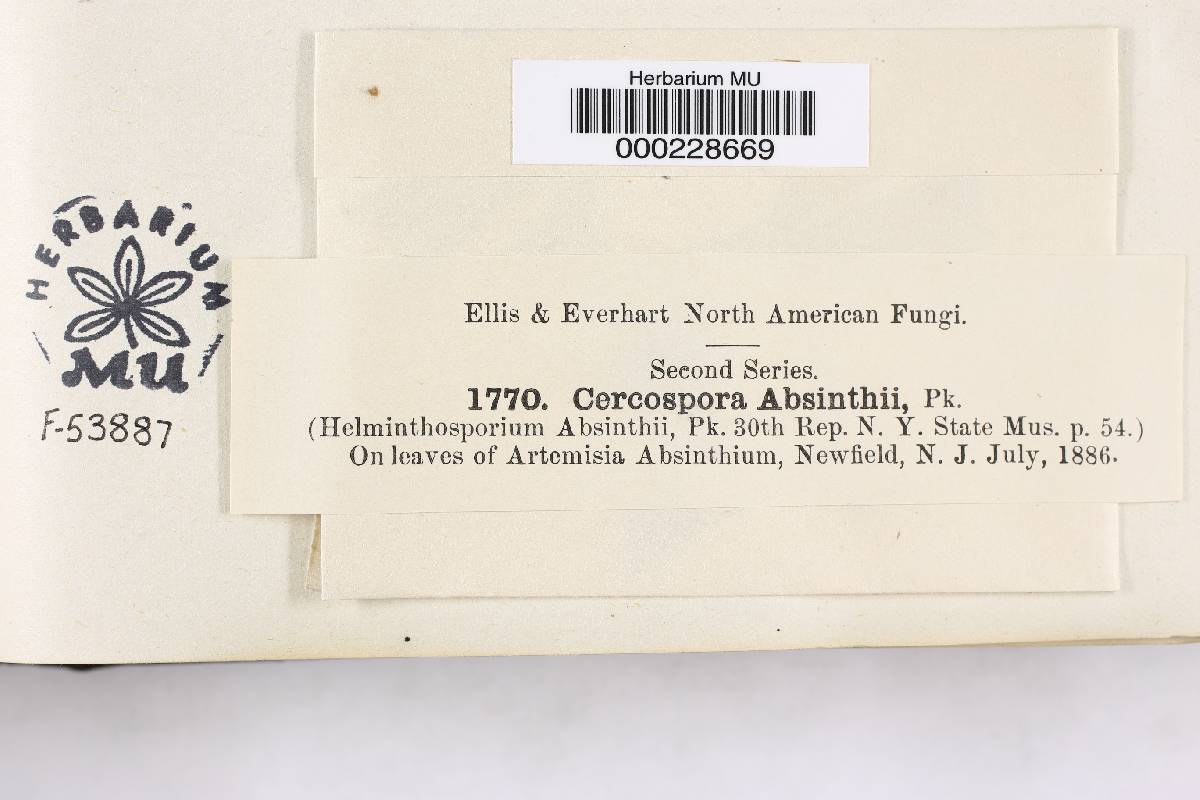 Herbarium MU
000228669
HERBARIUM
MU
F-53887
Ellis & Everhart North American Fungi.
Second Series.
1770. Cercospora Absinthii, Pk.
(Helminthosporium Absinthii, Pk. 30th Rep. N. Y. State Mus. p. 54.)
On leaves of Artemisia Absinthium, Newfield, N. J. July, 1886.